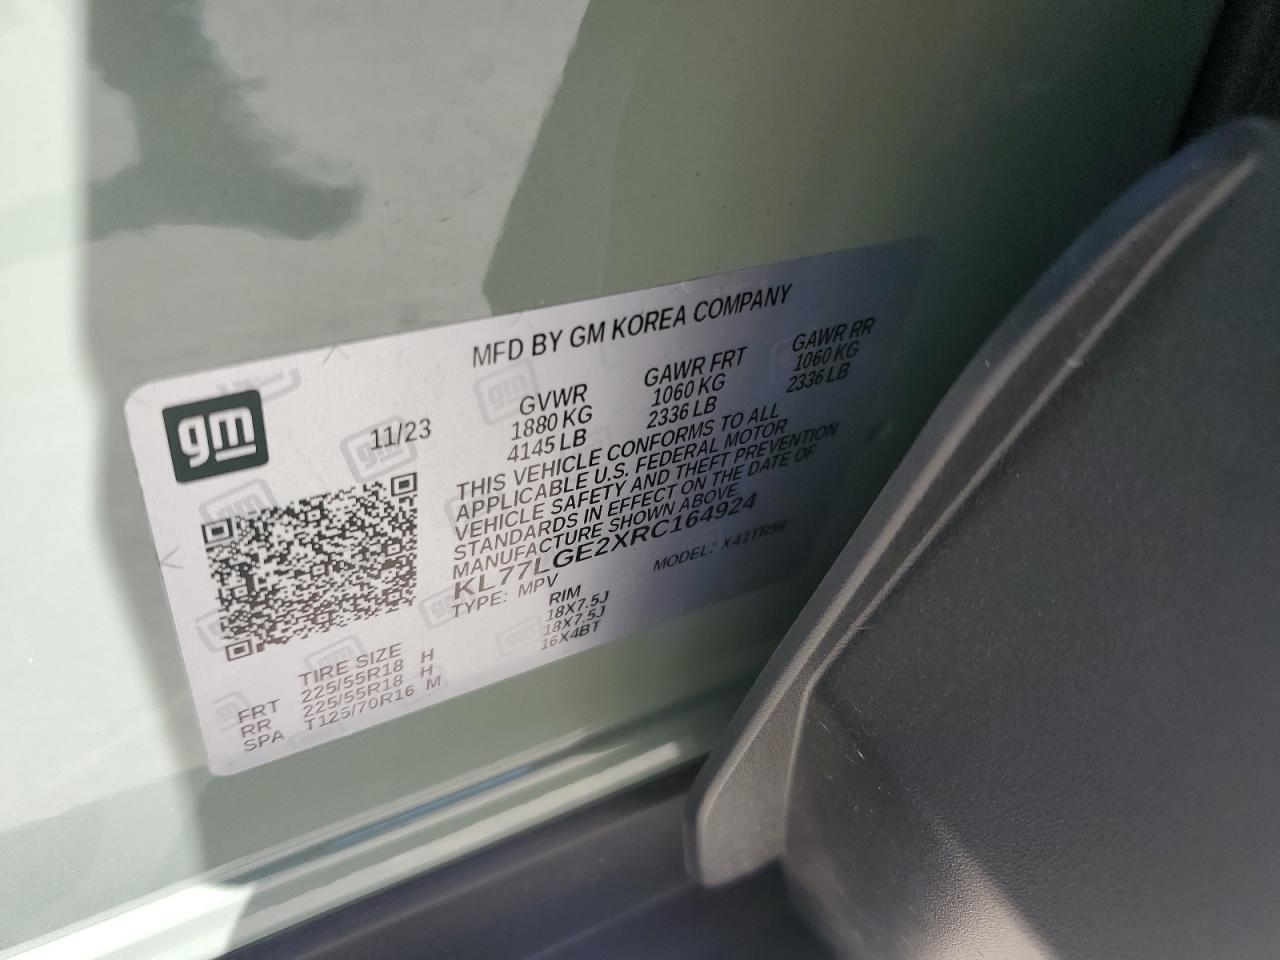 MFD BY GM KOREA COMPANY
gm
11/23
GVWR GAWR FRT GAWR RR
1880 KG 1060 KG 1060 KG
4145 LB 2336 LB 2336 LB
THIS VEHICLE CONFORMS TO ALL
APPLICABLE U.S. FEDERAL MOTOR
VEHICLE SAFETY AND THEFT PREVENTION
STANDARDS IN EFFECT ON THE DATE OF
MANUFACTURE SHOWN ABOVE.
KL77LGE2XRC164924
TYPE: MPV MODEL: X41TR58
TIRE SIZE RIM
FRT 225/55R18 H 18X7.5J
RR 225/55R18 H 18X7.5J
SPA T125/70R16 M 16X4BT